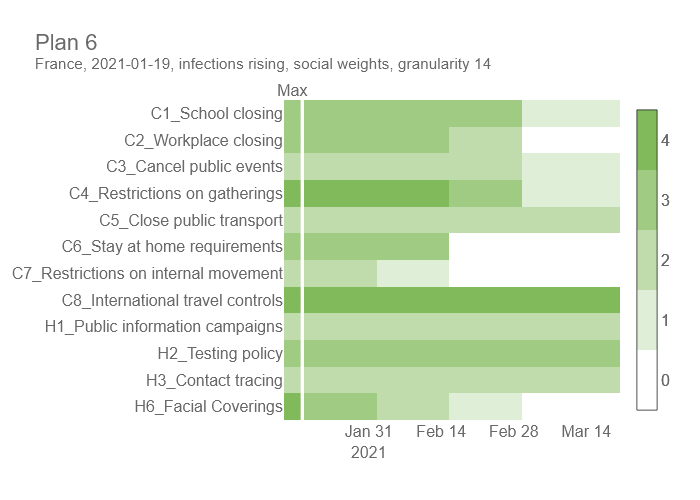 Plan 6
France, 2021-01-19, infections rising, social weights, granularity 14
Max
C1_School closing
C2_Workplace closing
C3_Cancel public events
C4_Restrictions on gatherings
C5_Close public transport
C6_Stay at home requirements
C7_Restrictions on internal movement
C8_International travel controls
H1_Public information campaigns
H2_Testing policy
H3_Contact tracing
H6_Facial Coverings
Jan 31 Feb 14 Feb 28 Mar 14
2021
4
3
2
1
0